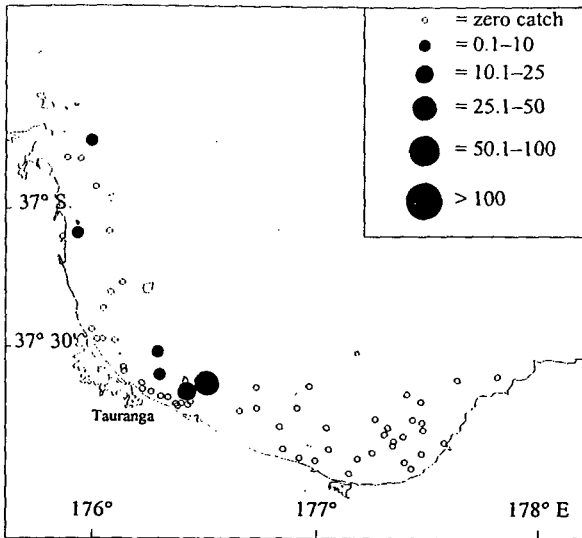 = zero catch
= 0.1–10
= 10.1–25
= 25.1–50
= 50.1–100
> 100
37° S
37° 30'
Tauranga
176°
177°
178° E